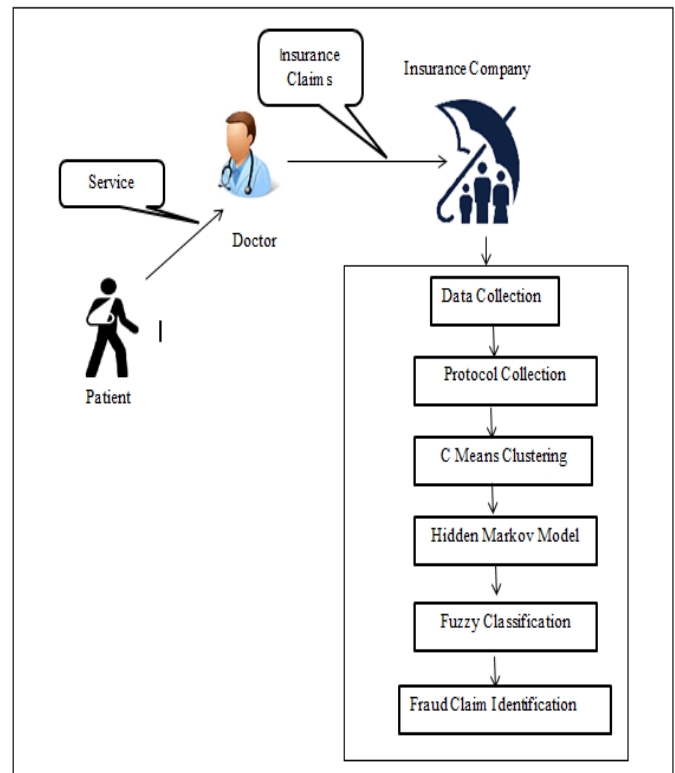 Insurance
Claims
Insurance Company
Service
Doctor
Patient
Data Collection
Protocol Collection
C Means Clustering
Hidden Markov Model
Fuzzy Classification
Fraud Claim Identification